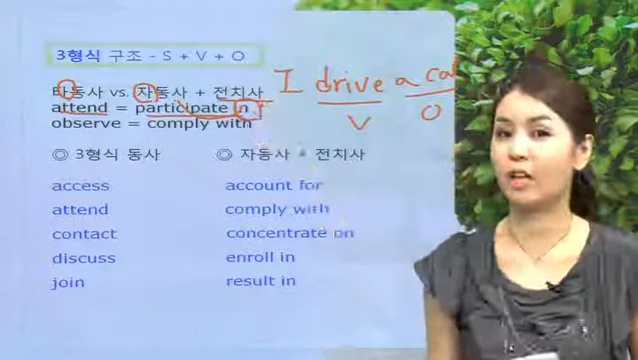 3형식 구조 - S + V + O
타동사 vs. 자동사 + 전치사
attend = participate in
observe = comply with
I drive a ca
V O
◎ 3형식 동사 ◎ 자동사 + 전치사
access account for
attend comply with
contact concentrate on
discuss enroll in
join result in